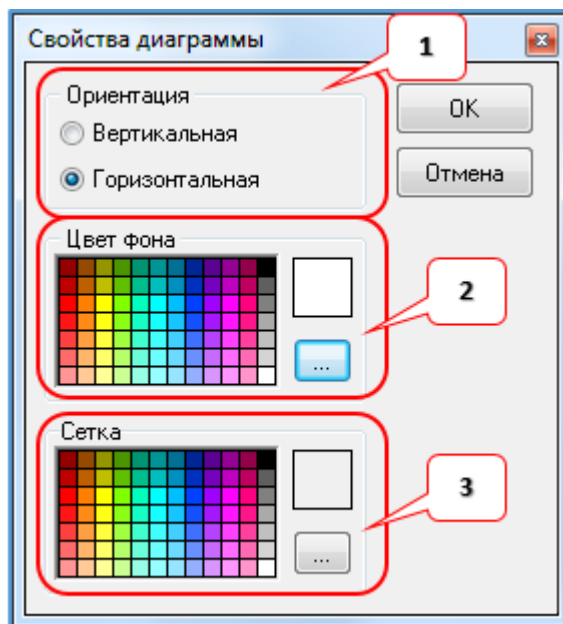 Свойства диаграммы
1
Ориентация
Вертикальная
Горизонтальная
OK
Отмена
Цвет фона
2
...
Сетка
3
...